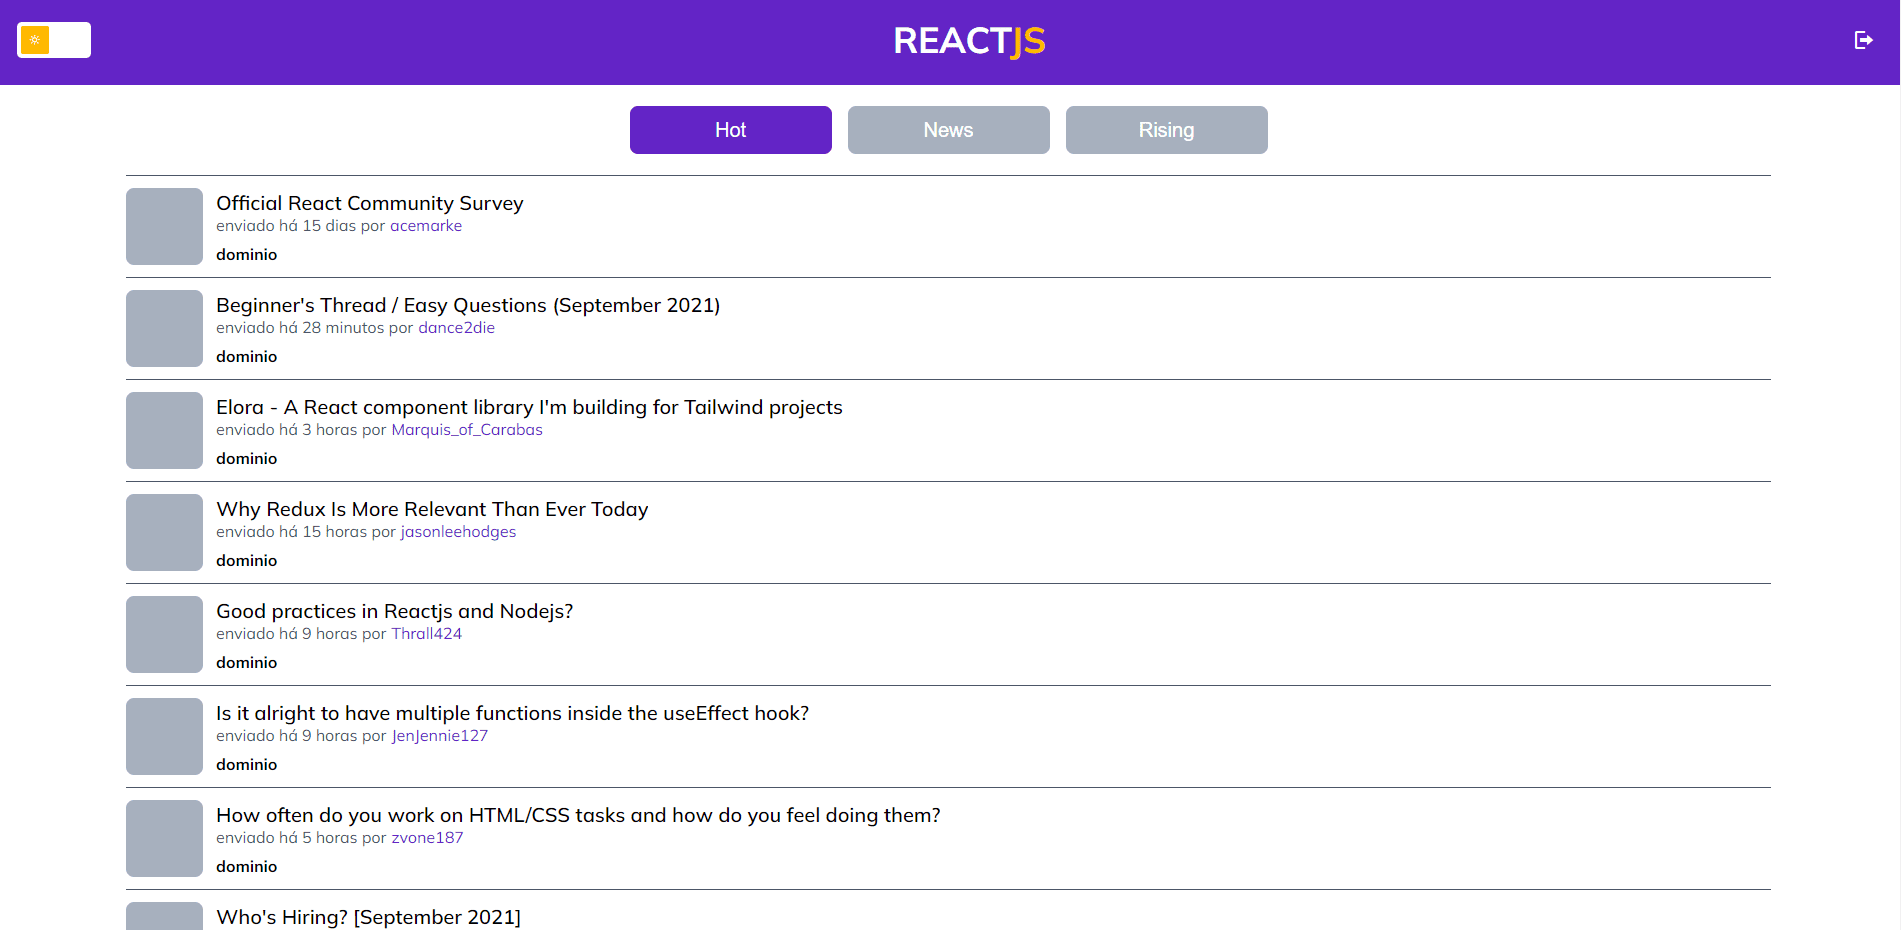 REACTJS
Hot
News
Rising
Official React Community Survey
enviado há 15 dias por acemarke
dominio
Beginner's Thread / Easy Questions (September 2021)
enviado há 28 minutos por dance2die
dominio
Elora - A React component library I'm building for Tailwind projects
enviado há 3 horas por Marquis_of_Carabas
dominio
Why Redux Is More Relevant Than Ever Today
enviado há 15 horas por jasonleehodges
dominio
Good practices in Reactjs and Nodejs?
enviado há 9 horas por Thrall424
dominio
Is it alright to have multiple functions inside the useEffect hook?
enviado há 9 horas por JenJennie127
dominio
How often do you work on HTML/CSS tasks and how do you feel doing them?
enviado há 5 horas por zvone187
dominio
Who's Hiring? [September 2021]